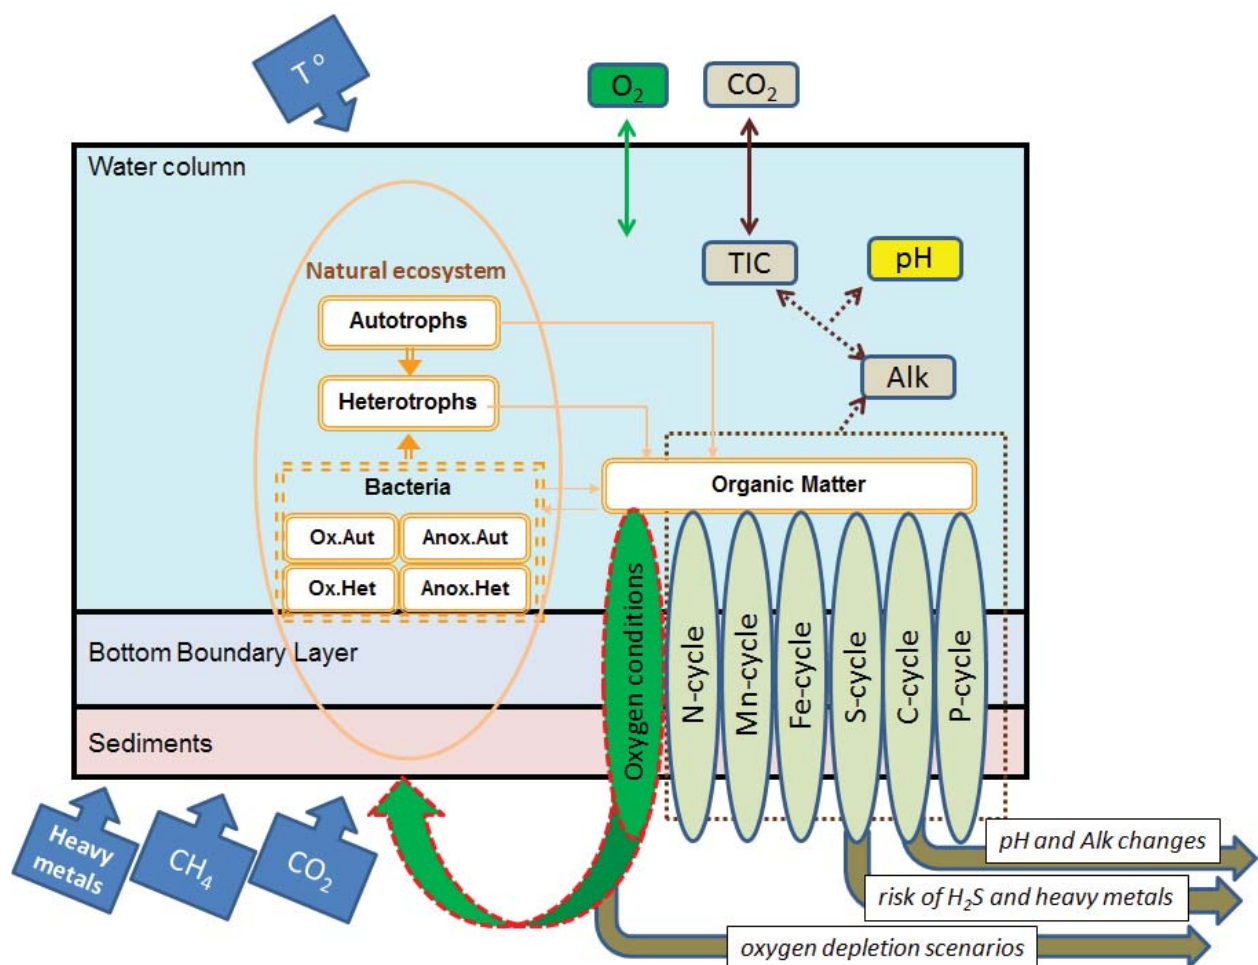 T°
O₂
CO₂
Water column
TIC
pH
Natural ecosystem
Autotrophs
Alk
Heterotrophs
Bacteria
Organic Matter
Ox.Aut
Anox.Aut
Ox.Het
Anox.Het
Oxygen conditions
N-cycle
Mn-cycle
Fe-cycle
S-cycle
C-cycle
P-cycle
Bottom Boundary Layer
Sediments
Heavy
metals
CH₄
CO₂
pH and Alk changes
risk of H₂S and heavy metals
oxygen depletion scenarios